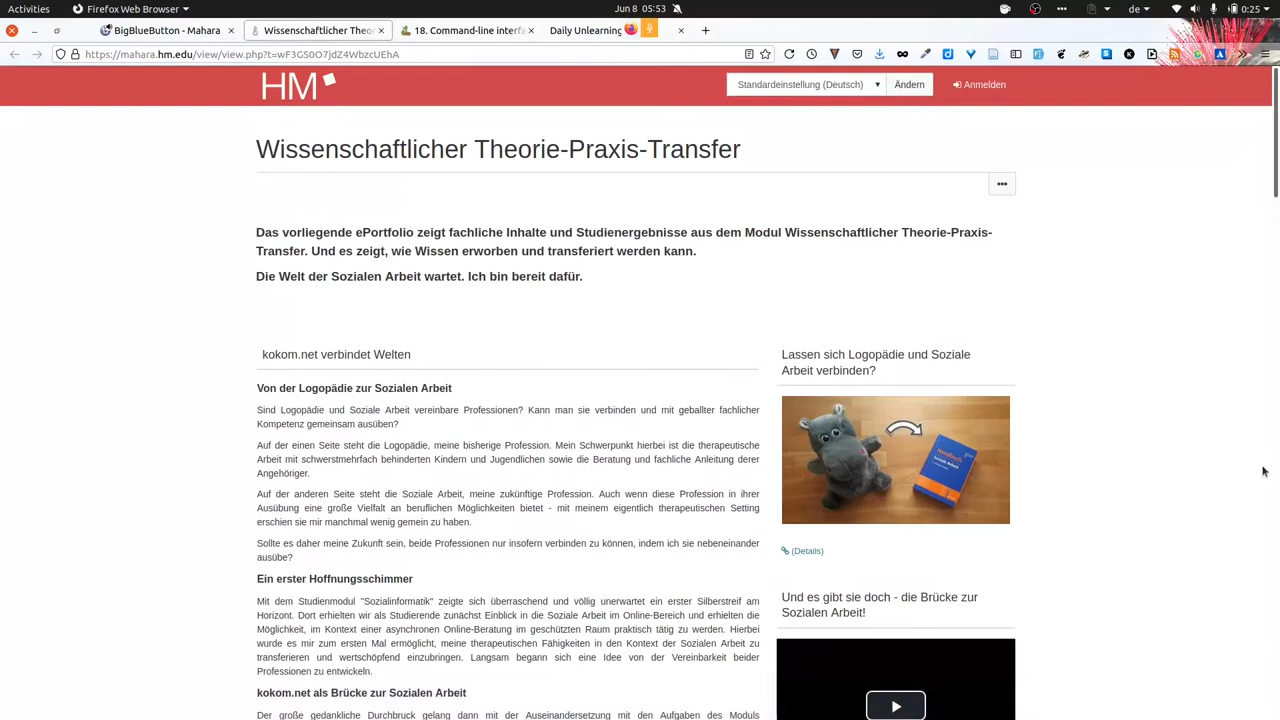 Activities
Firefox Web Browser
Jun 8 05:53
de
0:25
BigBlueButton - Mahara
Wissenschaftlicher Theor
18. Command-line interfa
Daily Unlearning
https://mahara.hm.edu/view/view.php?t=wF3GS0O7jdZ4WbzcUEhA
HM
Standardeinstellung (Deutsch)
Ändern
Anmelden
Wissenschaftlicher Theorie-Praxis-Transfer
Das vorliegende ePortfolio zeigt fachliche Inhalte und Studienergebnisse aus dem Modul Wissenschaftlicher Theorie-Praxis-
Transfer. Und es zeigt, wie Wissen erworben und transferiert werden kann.
Die Welt der Sozialen Arbeit wartet. Ich bin bereit dafür.
kokom.net verbindet Welten
Von der Logopädie zur Sozialen Arbeit
Sind Logopädie und Soziale Arbeit vereinbare Professionen? Kann man sie verbinden und mit geballter fachlicher
Kompetenz gemeinsam ausüben?
Auf der einen Seite steht die Logopädie, meine bisherige Profession. Mein Schwerpunkt hierbei ist die therapeutische
Arbeit mit schwerstmehrfach behinderten Kindern und Jugendlichen sowie die Beratung und fachliche Anleitung derer
Angehöriger.
Auf der anderen Seite steht die Soziale Arbeit, meine zukünftige Profession. Auch wenn diese Profession in ihrer
Ausübung eine große Vielfalt an beruflichen Möglichkeiten bietet - mit meinem eigentlich therapeutischen Setting
erschien sie mir manchmal wenig gemein zu haben.
Sollte es daher meine Zukunft sein, beide Professionen nur insofern verbinden zu können, indem ich sie nebeneinander
ausübe?
Ein erster Hoffnungsschimmer
Mit dem Studienmodul "Sozialinformatik" zeigte sich überraschend und völlig unerwartet ein erster Silberstreif am
Horizont. Dort erhielten wir als Studierende zunächst Einblick in die Soziale Arbeit im Online-Bereich und erhielten die
Möglichkeit, im Kontext einer asynchronen Online-Beratung im geschützten Raum praktisch tätig zu werden. Hierbei
wurde es mir zum ersten Mal ermöglicht, meine therapeutischen Fähigkeiten in den Kontext der Sozialen Arbeit zu
transferieren und wertschöpfend einzubringen. Langsam begann sich eine Idee von der Vereinbarkeit beider
Professionen zu entwickeln.
kokom.net als Brücke zur Sozialen Arbeit
Der große gedankliche Durchbruck gelang dann mit der Auseinandersetzung mit den Aufgaben des Moduls
Lassen sich Logopädie und Soziale
Arbeit verbinden?
Handbuch
Soziale Arbeit
(Details)
Und es gibt sie doch - die Brücke zur
Sozialen Arbeit!